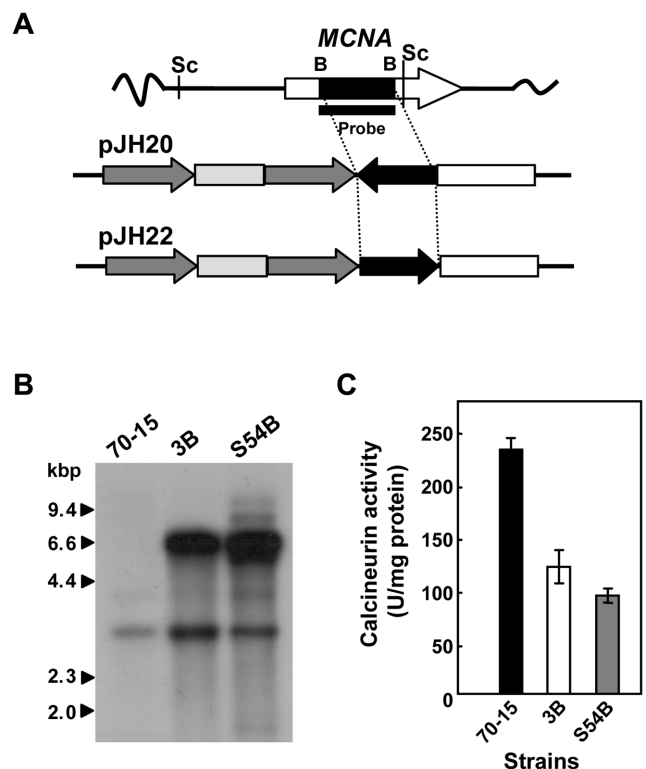 A
MCNA
Sc B B Sc
Probe
pJH20
pJH22
B
70-15 3B S54B
kbp
9.4
6.6
4.4
2.3
2.0
C
Calcineurin activity
(U/mg protein)
250
200
150
100
50
0
70-15 3B S54B
Strains